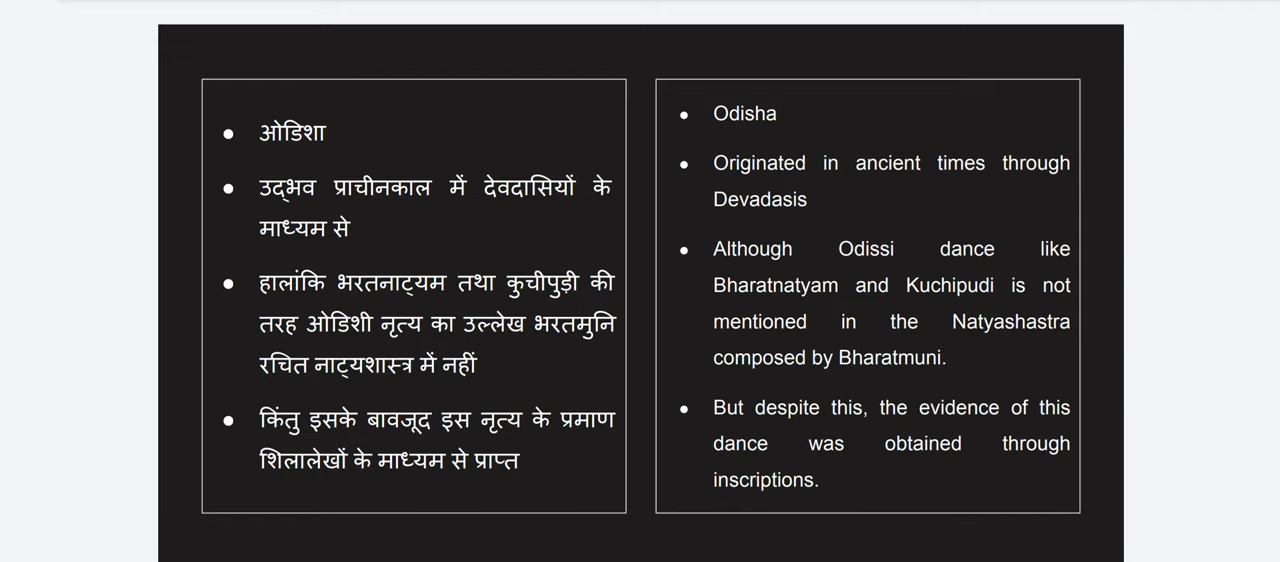 ओडिशा
उद्भव प्राचीनकाल में देवदासियों के
माध्यम से
हालांकि भरतनाट्यम तथा कुचीपुड़ी की
तरह ओडिशी नृत्य का उल्लेख भरतमुनि
रचित नाट्यशास्त्र में नहीं
किंतु इसके बावजूद इस नृत्य के प्रमाण
शिलालेखों के माध्यम से प्राप्त
Odisha
Originated in ancient times through
Devadasis
Although Odissi dance like
Bharatnatyam and Kuchipudi is not
mentioned in the Natyashastra
composed by Bharatmuni.
But despite this, the evidence of this
dance was obtained through
inscriptions.